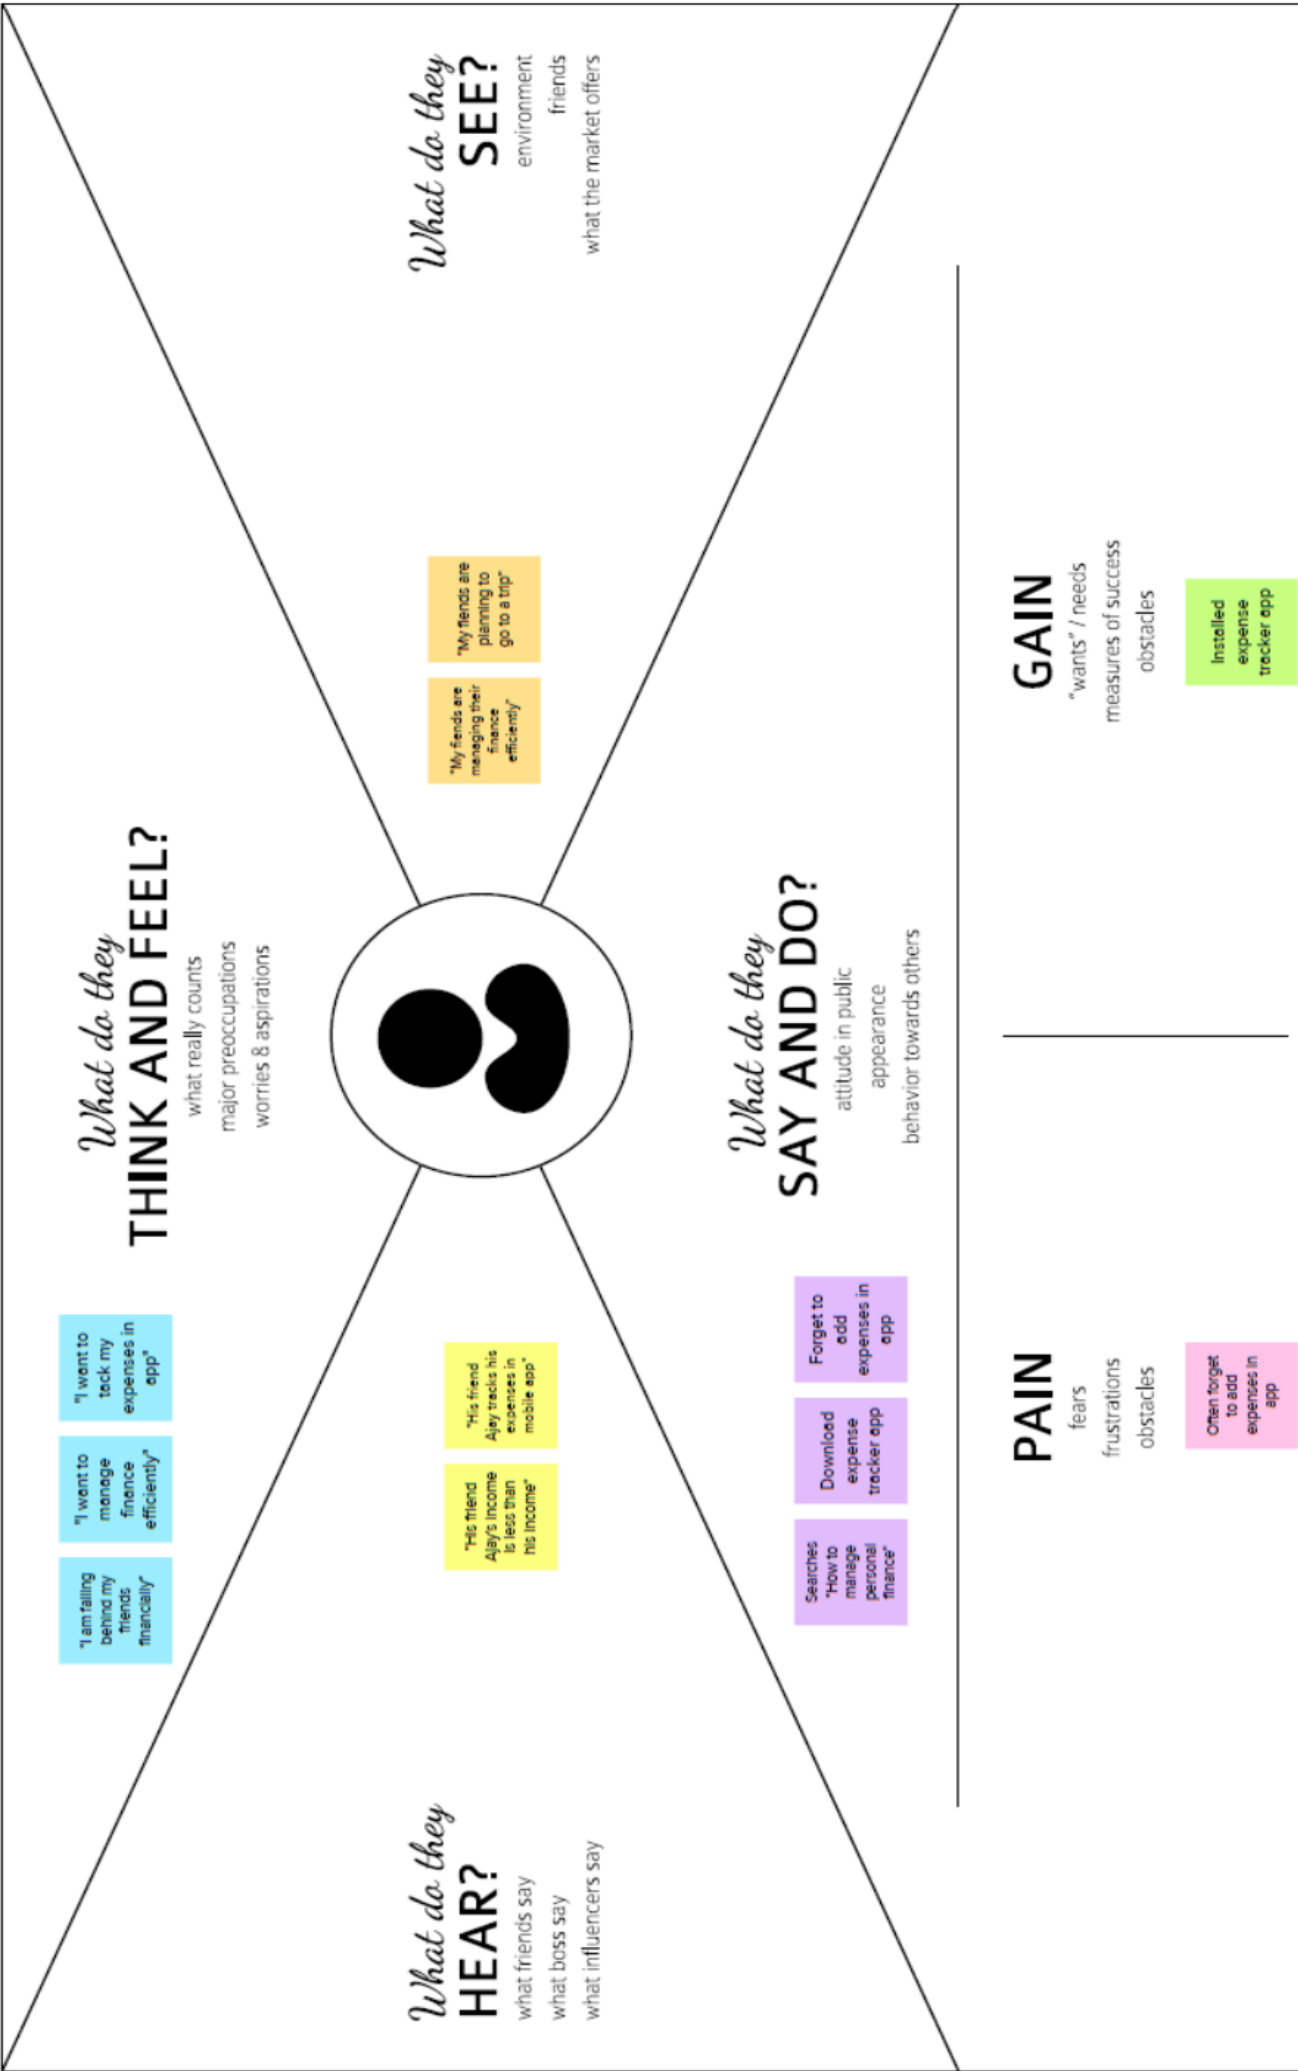 What do they
THINK AND FEEL?
what really counts
major preoccupations
worries & aspirations
"I am falling
behind my
friends
financially"
"I want to
manage
finance
efficiently"
"I want to
tack my
expenses in
app"
What do they
HEAR?
what friends say
what boss say
what influencers say
"His friend
Ajay's income
is less than
his income"
"His friend
Ajay tracks his
expenses in
mobile app"
"My fiends are
managing their
finance
efficiently"
"My fiends are
planning to
go to a trip"
What do they
SEE?
environment
friends
what the market offers
What do they
SAY AND DO?
attitude in public
appearance
behavior towards others
Searches
"How to
manage
personal
finance"
Download
expense
tracker app
Forget to
add
expenses in
app
PAIN
fears
frustrations
obstacles
Often forget
to add
expenses in
app
GAIN
"wants" / needs
measures of success
obstacles
Installed
expense
tracker app